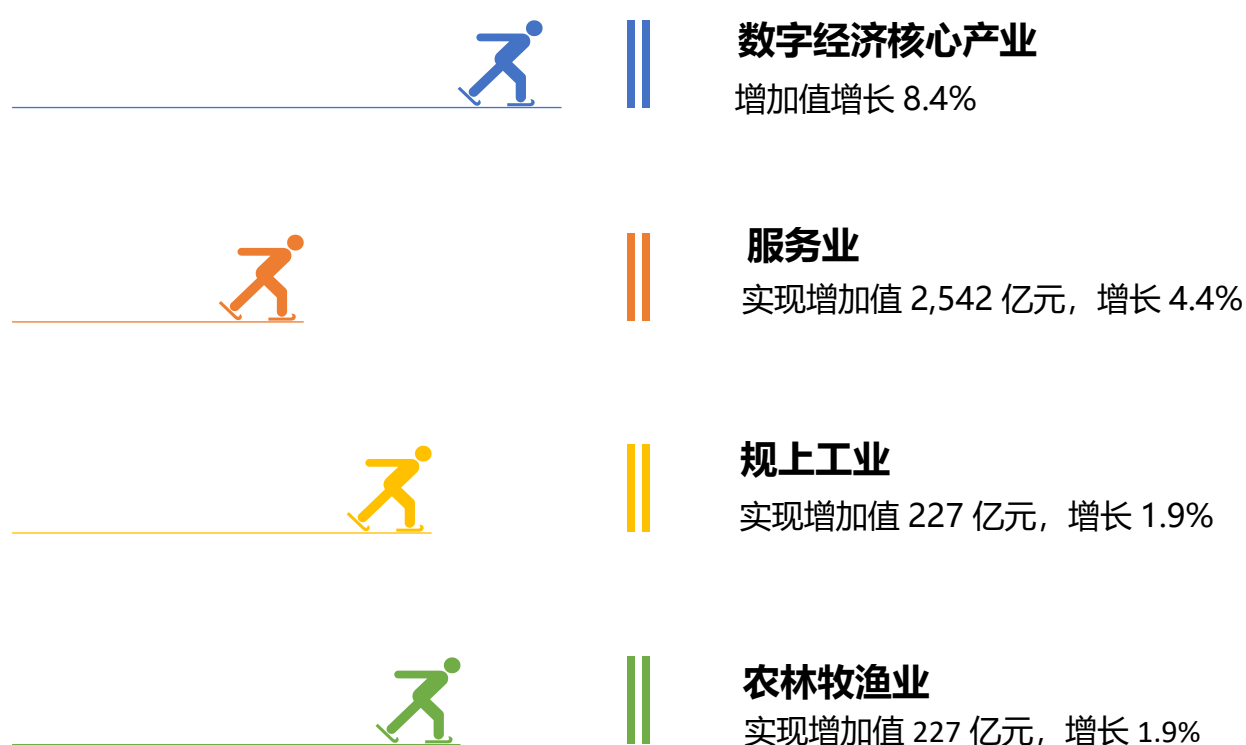 数字经济核心产业
增加值增长 8.4%
服务业
实现增加值 2,542 亿元，增长 4.4%
规上工业
实现增加值 227 亿元，增长 1.9%
农林牧渔业
实现增加值 227 亿元，增长 1.9%